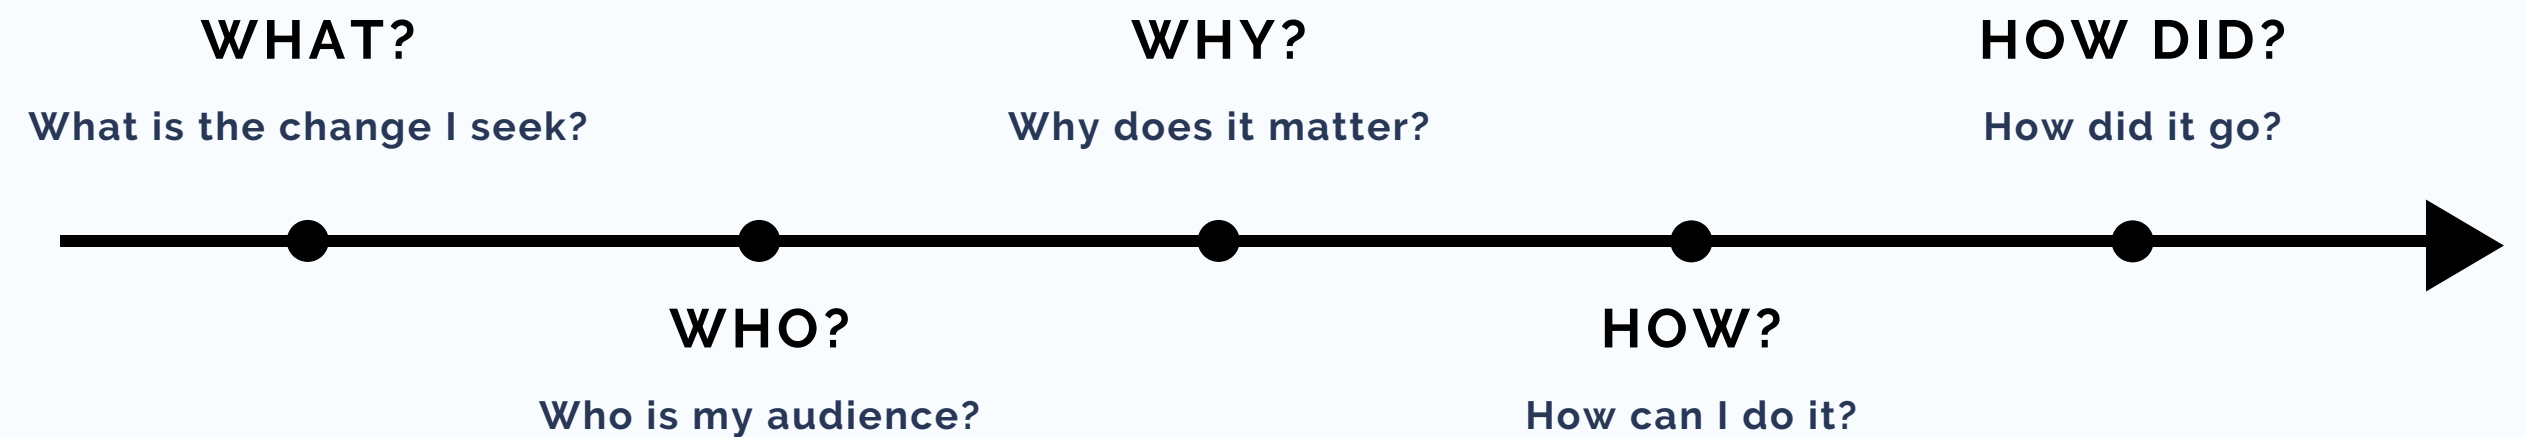 WHAT?
What is the change I seek?
WHO?
Who is my audience?
WHY?
Why does it matter?
HOW?
How can I do it?
HOW DID?
How did it go?